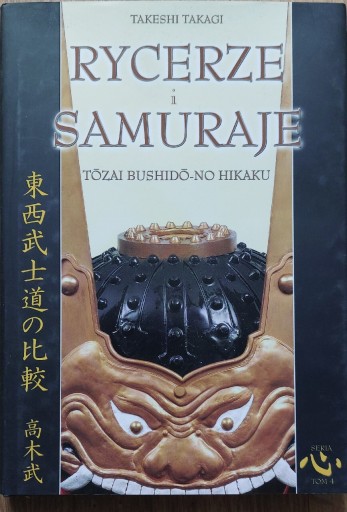 TAKESHI TAKAGI
RYCERZE
i
SAMURAJE
TŌZAI BUSHIDŌ-NO HIKAKU
東西武士道の比較
高木武
SERIA
心
TOM 4